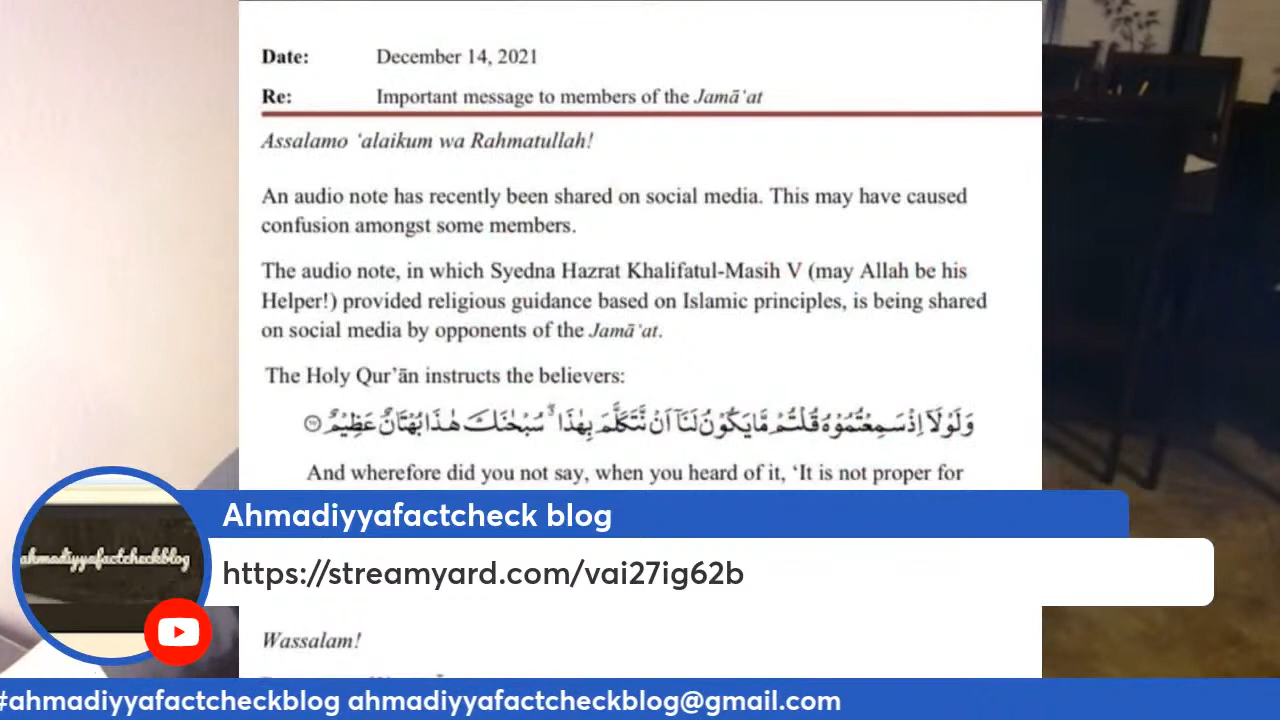 Date: December 14, 2021
Re: Important message to members of the Jamā'at
Assalamo 'alaikum wa Rahmatullah!
An audio note has recently been shared on social media. This may have caused
confusion amongst some members.
The audio note, in which Syedna Hazrat Khalifatul-Masih V (may Allah be his
Helper!) provided religious guidance based on Islamic principles, is being shared
on social media by opponents of the Jamā'at.
The Holy Qur'ān instructs the believers:
وَلَوْلَآ اِذْ سَمِعْتُمُوْهُ قُلْتُمْ مَّا يَكُوْنُ لَنَآ اَنْ نَّتَكَلَّمَ بِهٰذَا ۖ سُبْحٰنَكَ هٰذَا بُهْتَانٌ عَظِيْمٌ ۝۱۷
And wherefore did you not say, when you heard of it, 'It is not proper for
Ahmadiyyafactcheck blog
ahmadiyyafactcheckblog
https://streamyard.com/vai27ig62b
Wassalam!
#ahmadiyyafactcheckblog ahmadiyyafactcheckblog@gmail.com